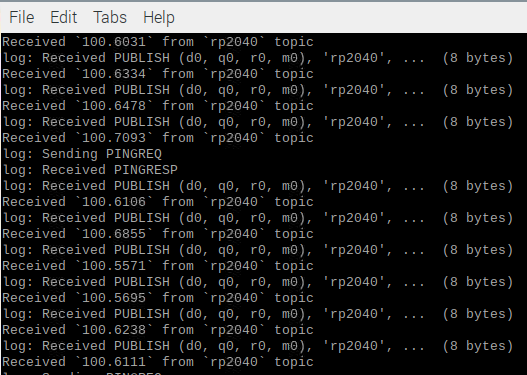 File Edit Tabs Help
Received `100.6031` from `rp2040` topic
log: Received PUBLISH (d0, q0, r0, m0), 'rp2040', ...  (8 bytes)
Received `100.6334` from `rp2040` topic
log: Received PUBLISH (d0, q0, r0, m0), 'rp2040', ...  (8 bytes)
Received `100.6478` from `rp2040` topic
log: Received PUBLISH (d0, q0, r0, m0), 'rp2040', ...  (8 bytes)
Received `100.7093` from `rp2040` topic
log: Sending PINGREQ
log: Received PINGRESP
log: Received PUBLISH (d0, q0, r0, m0), 'rp2040', ...  (8 bytes)
Received `100.6106` from `rp2040` topic
log: Received PUBLISH (d0, q0, r0, m0), 'rp2040', ...  (8 bytes)
Received `100.6855` from `rp2040` topic
log: Received PUBLISH (d0, q0, r0, m0), 'rp2040', ...  (8 bytes)
Received `100.5571` from `rp2040` topic
log: Received PUBLISH (d0, q0, r0, m0), 'rp2040', ...  (8 bytes)
Received `100.5695` from `rp2040` topic
log: Received PUBLISH (d0, q0, r0, m0), 'rp2040', ...  (8 bytes)
Received `100.6238` from `rp2040` topic
log: Received PUBLISH (d0, q0, r0, m0), 'rp2040', ...  (8 bytes)
Received `100.6111` from `rp2040` topic